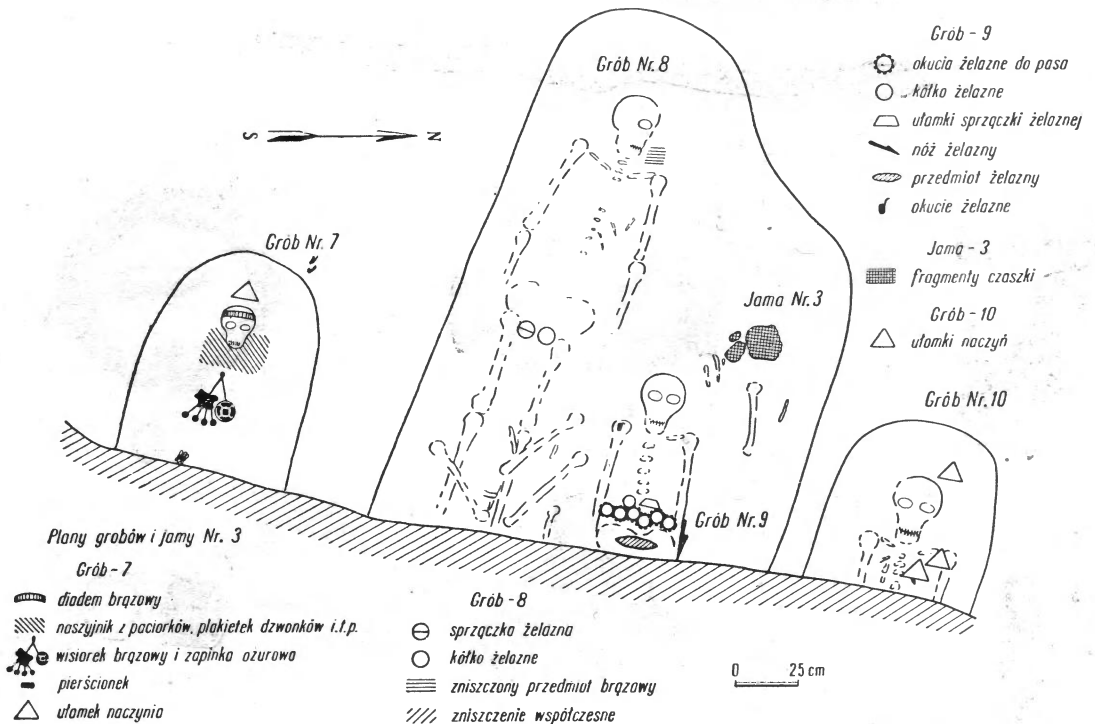 Grób Nr. 8
S N
Grób Nr. 7
Jama Nr. 3
Grób Nr. 9
Grób Nr. 10
Grób - 9
okucia żelazne do pasa
kółko żelazne
ułomki sprzączki żelaznej
nóż żelazny
przedmiot żelazny
okucie żelazne
Jama - 3
fragmenty czaszki
Grób - 10
ułomki naczyń
Plany grobów i jamy Nr. 3
Grób - 7
diadem brązowy
naszyjnik z paciorków, plakietek dzwonków i.t.p.
wisiorek brązowy i zapinka ażurowa
pierścionek
ułomek naczynia
Grób - 8
sprzączka żelazna
kółko żelazne
zniszczony przedmiot brązowy
zniszczenie współczesne
0 25 cm